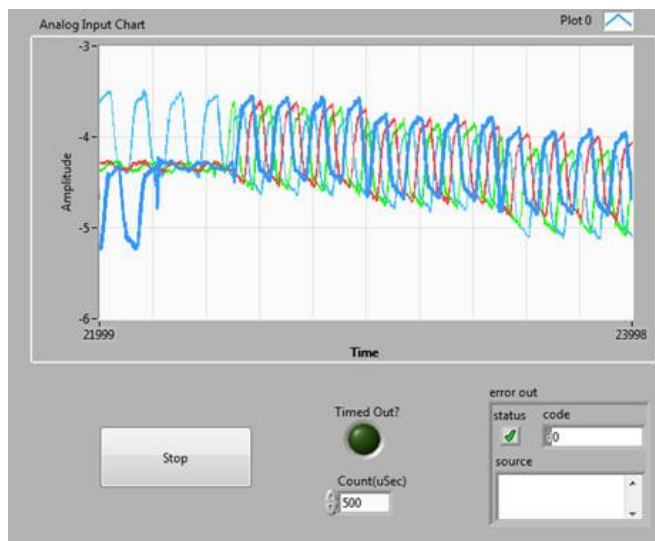 Analog Input Chart
Plot 0
-3
-4
-5
-6
Amplitude
21999
23998
Time
Stop
Timed Out?
Count(uSec)
500
error out
status
code
0
source